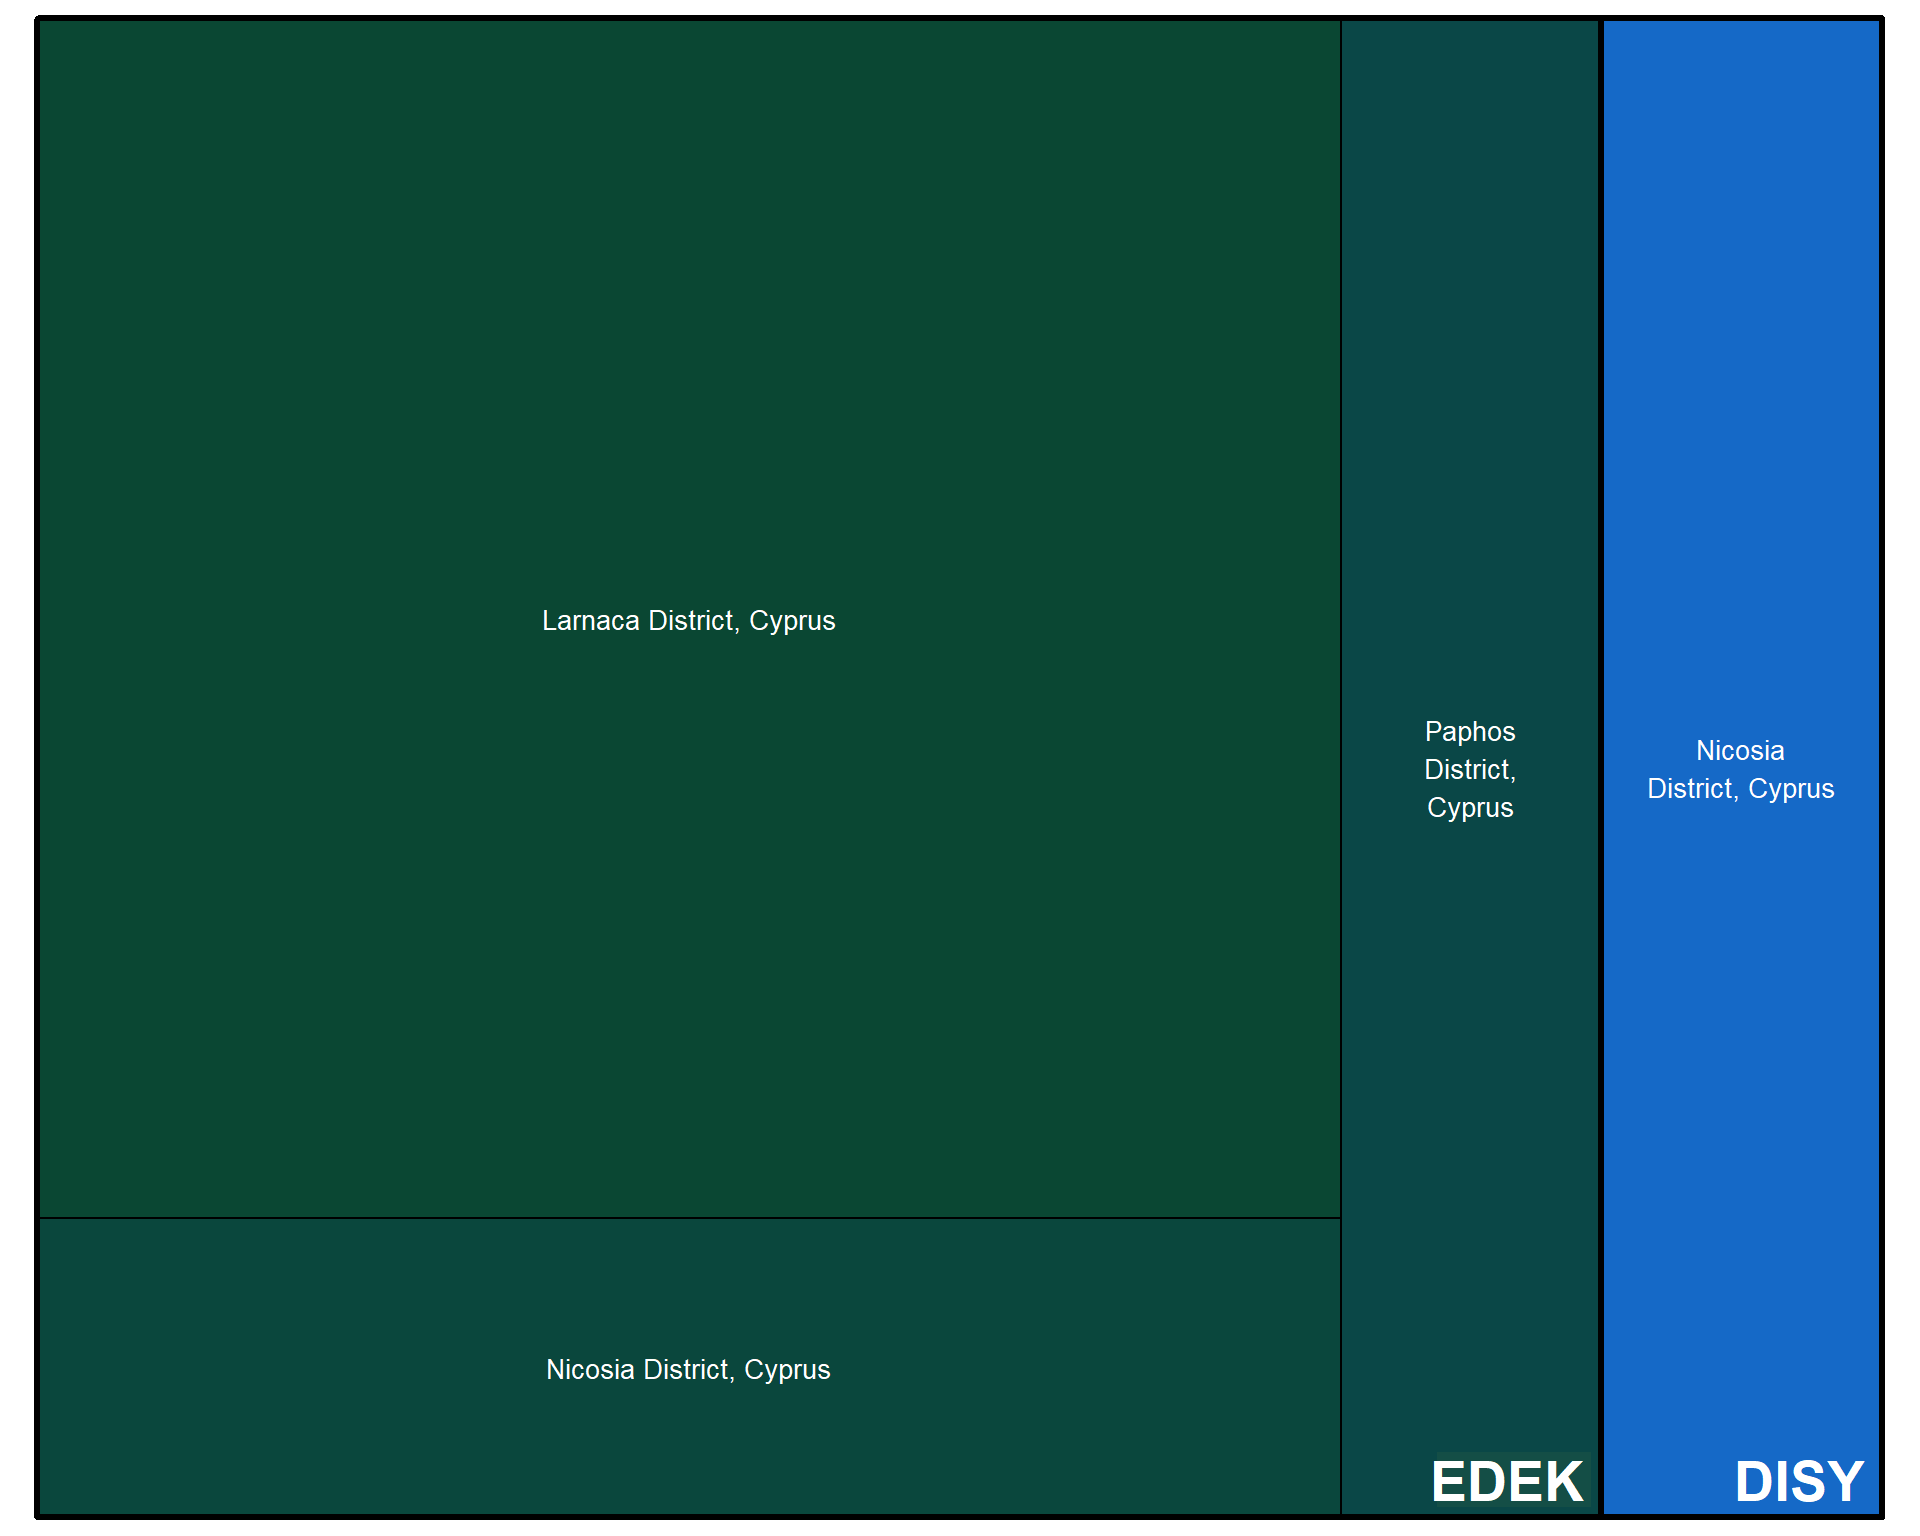 Larnaca District, Cyprus
Nicosia District, Cyprus
Paphos
District,
Cyprus
EDEK
Nicosia
District, Cyprus
DISY